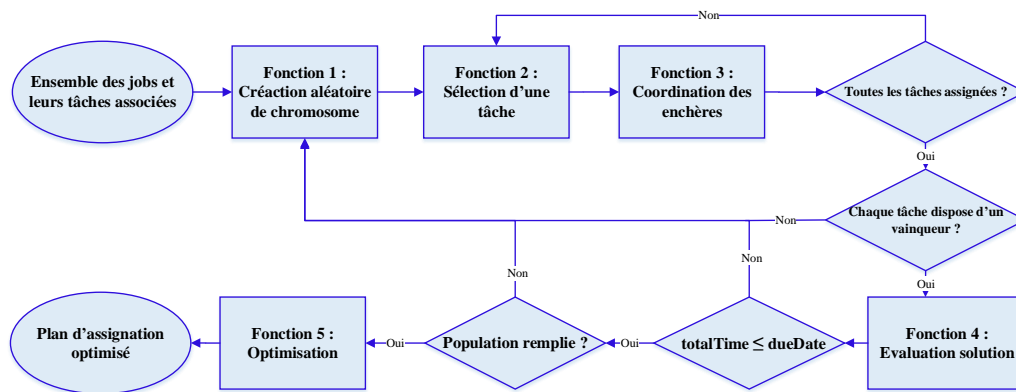 Non
Ensemble des jobs et
leurs tâches associées
Fonction 1 :
Créaction aléatoire
de chromosome
Fonction 2 :
Sélection d'une
tâche
Fonction 3 :
Coordination des
enchères
Toutes les tâches assignées ?
Oui
Chaque tâche dispose d'un
vainqueur ?
Non
Non
Non
Oui
Plan d'assignation
optimisé
Fonction 5 :
Optimisation
Oui
Population remplie ?
Oui
totalTime ≤ dueDate
Fonction 4 :
Evaluation solution